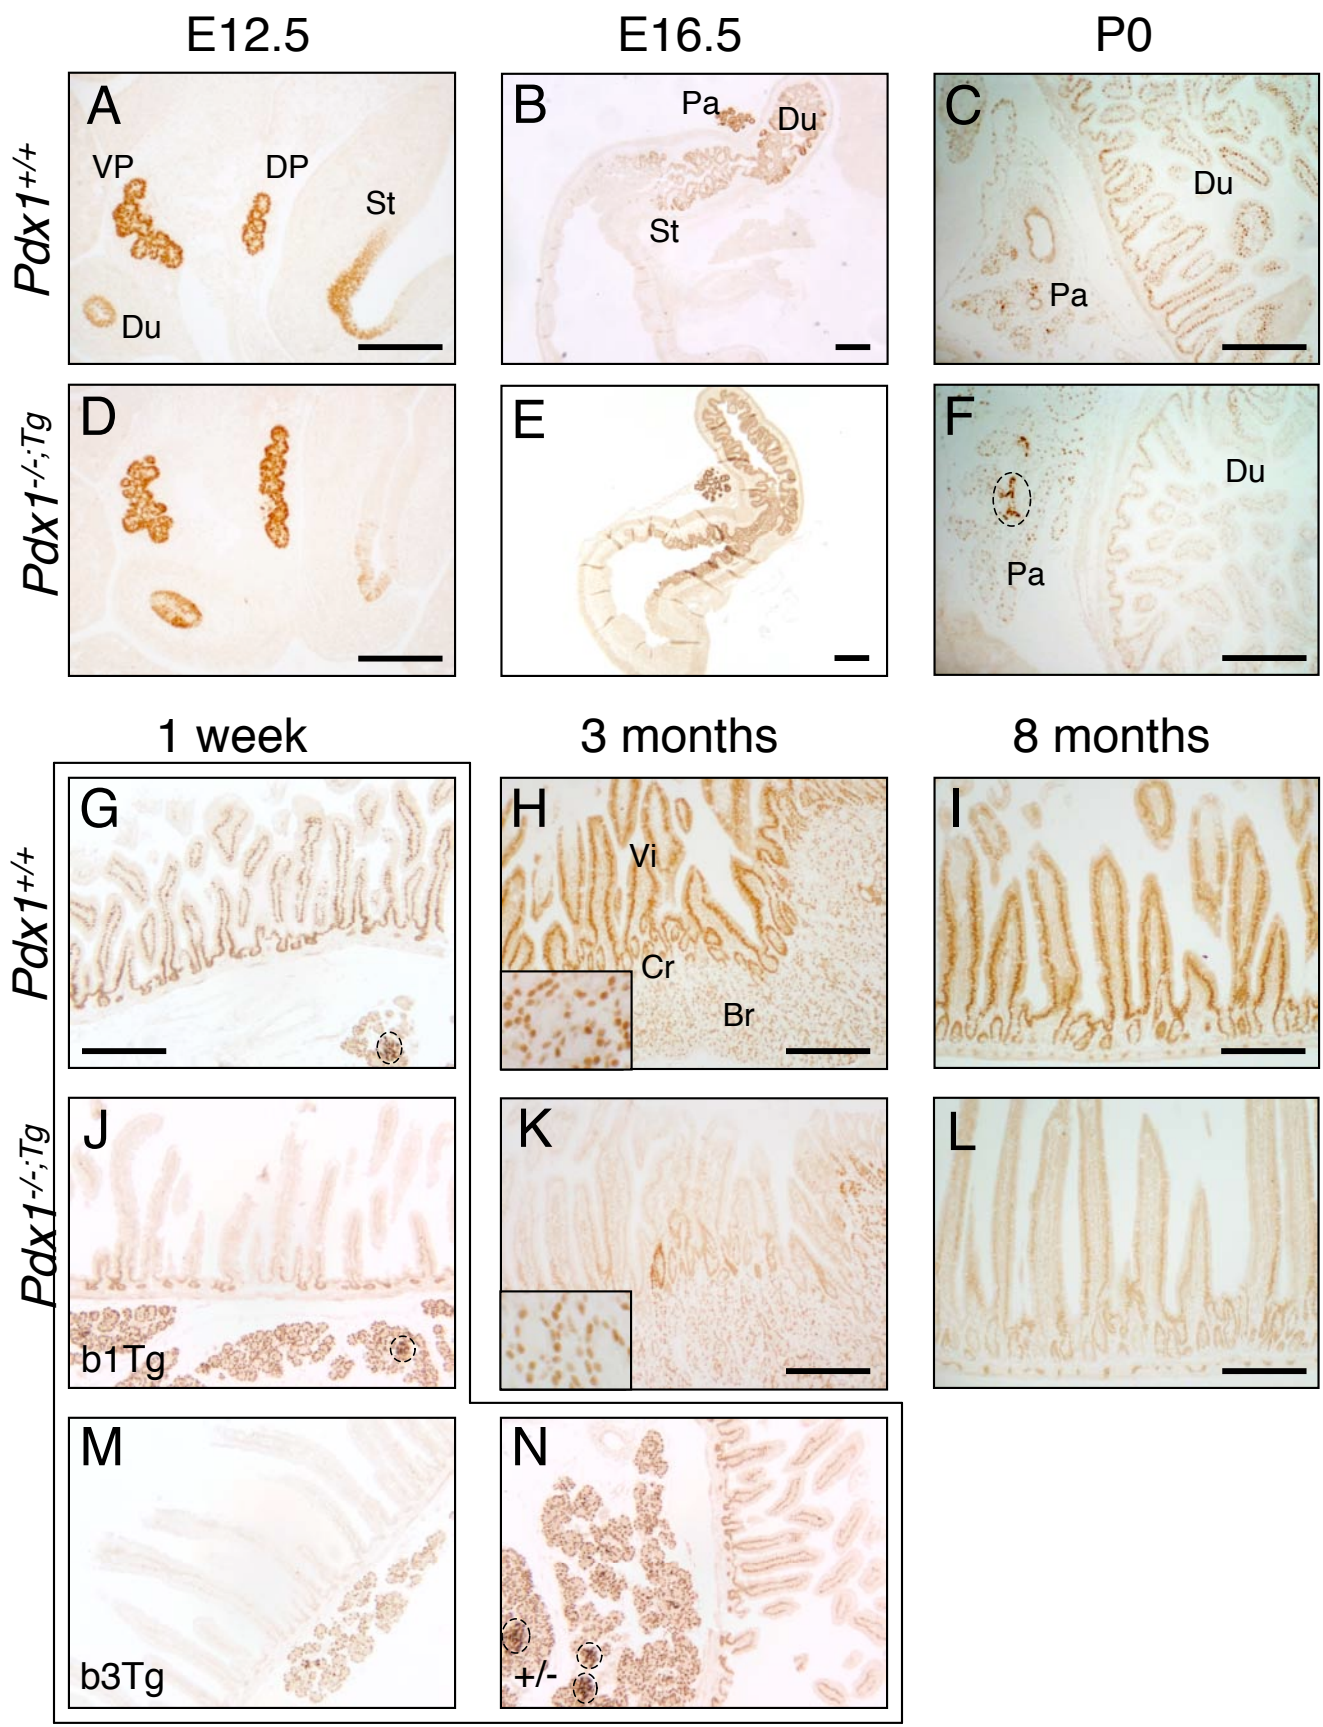 E12.5 E16.5 P0
Pdx1+/+
A VP DP St Du
B Pa Du St
C Du Pa
Pdx1-/-;Tg
D
E
F Du Pa
1 week 3 months 8 months
Pdx1+/+
G
H Vi Cr Br
I
Pdx1-/-;Tg
J b1Tg
K
L
M b3Tg
N +/-